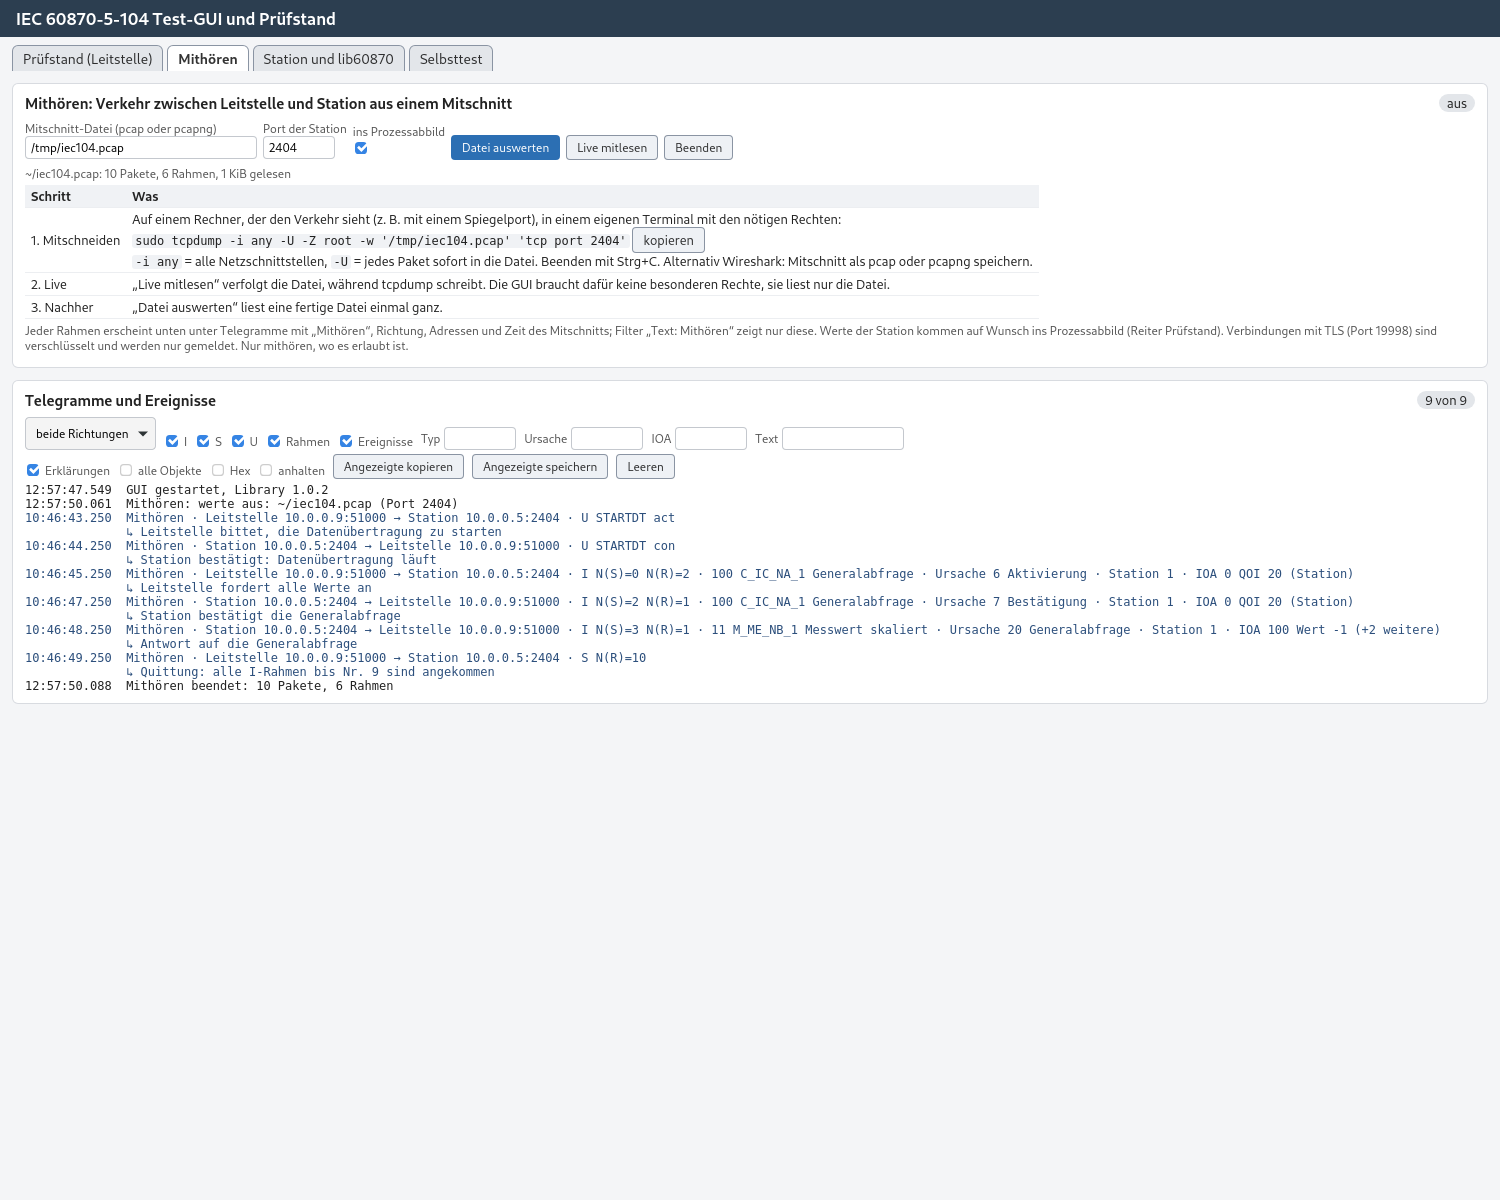 IEC 60870-5-104 Test-GUI und Prüfstand
Prüfstand (Leitstelle) Mithören Station und lib60870 Selbsttest
Mithören: Verkehr zwischen Leitstelle und Station aus einem Mitschnitt aus
Mitschnitt-Datei (pcap oder pcapng) Port der Station ins Prozessabbild
/tmp/iec104.pcap 2404 Datei auswerten Live mitlesen Beenden
~/iec104.pcap: 10 Pakete, 6 Rahmen, 1 KiB gelesen
Schritt Was
Auf einem Rechner, der den Verkehr sieht (z. B. mit einem Spiegelport), in einem eigenen Terminal mit den nötigen Rechten:
1. Mitschneiden sudo tcpdump -i any -U -Z root -w '/tmp/iec104.pcap' 'tcp port 2404' kopieren
-i any = alle Netzschnittstellen, -U = jedes Paket sofort in die Datei. Beenden mit Strg+C. Alternativ Wireshark: Mitschnitt als pcap oder pcapng speichern.
2. Live „Live mitlesen“ verfolgt die Datei, während tcpdump schreibt. Die GUI braucht dafür keine besonderen Rechte, sie liest nur die Datei.
3. Nachher „Datei auswerten“ liest eine fertige Datei einmal ganz.
Jeder Rahmen erscheint unten unter Telegramme mit „Mithören“, Richtung, Adressen und Zeit des Mitschnitts; Filter „Text: Mithören“ zeigt nur diese. Werte der Station kommen auf Wunsch ins Prozessabbild (Reiter Prüfstand). Verbindungen mit TLS (Port 19998) sind
verschlüsselt und werden nur gemeldet. Nur mithören, wo es erlaubt ist.
Telegramme und Ereignisse 9 von 9
beide Richtungen I S U Rahmen Ereignisse Typ Ursache IOA Text
Erklärungen alle Objekte Hex anhalten Angezeigte kopieren Angezeigte speichern Leeren
12:57:47.549 GUI gestartet, Library 1.0.2
12:57:50.061 Mithören: werte aus: ~/iec104.pcap (Port 2404)
10:46:43.250 Mithören · Leitstelle 10.0.0.9:51000 → Station 10.0.0.5:2404 · U STARTDT act
↳ Leitstelle bittet, die Datenübertragung zu starten
10:46:44.250 Mithören · Station 10.0.0.5:2404 → Leitstelle 10.0.0.9:51000 · U STARTDT con
↳ Station bestätigt: Datenübertragung läuft
10:46:45.250 Mithören · Leitstelle 10.0.0.9:51000 → Station 10.0.0.5:2404 · I N(S)=0 N(R)=2 · 100 C_IC_NA_1 Generalabfrage · Ursache 6 Aktivierung · Station 1 · IOA 0 QOI 20 (Station)
↳ Leitstelle fordert alle Werte an
10:46:47.250 Mithören · Station 10.0.0.5:2404 → Leitstelle 10.0.0.9:51000 · I N(S)=2 N(R)=1 · 100 C_IC_NA_1 Generalabfrage · Ursache 7 Bestätigung · Station 1 · IOA 0 QOI 20 (Station)
↳ Station bestätigt die Generalabfrage
10:46:48.250 Mithören · Station 10.0.0.5:2404 → Leitstelle 10.0.0.9:51000 · I N(S)=3 N(R)=1 · 11 M_ME_NB_1 Messwert skaliert · Ursache 20 Generalabfrage · Station 1 · IOA 100 Wert -1 (+2 weitere)
↳ Antwort auf die Generalabfrage
10:46:49.250 Mithören · Leitstelle 10.0.0.9:51000 → Station 10.0.0.5:2404 · S N(R)=10
↳ Quittung: alle I-Rahmen bis Nr. 9 sind angekommen
12:57:50.088 Mithören beendet: 10 Pakete, 6 Rahmen